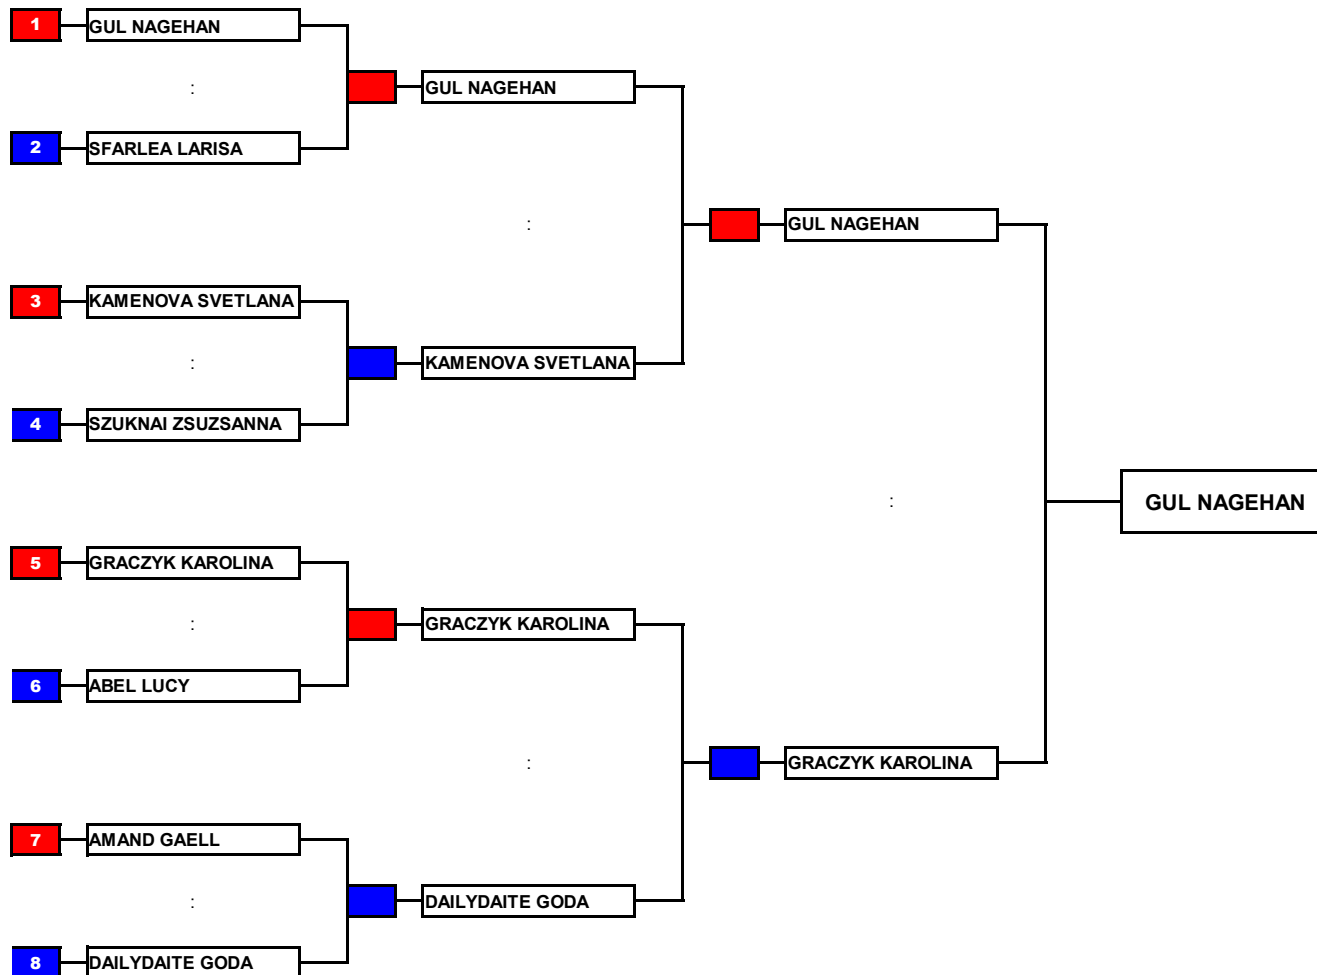 1 GUL NAGEHAN
:
GUL NAGEHAN
2 SFARLEA LARISA
:
GUL NAGEHAN
3 KAMENOVA SVETLANA
:
KAMENOVA SVETLANA
4 SZUKNAI ZSUZSANNA
:
GUL NAGEHAN
5 GRACZYK KAROLINA
:
GRACZYK KAROLINA
6 ABEL LUCY
:
GRACZYK KAROLINA
7 AMAND GAELL
:
DAILYDAITE GODA
8 DAILYDAITE GODA